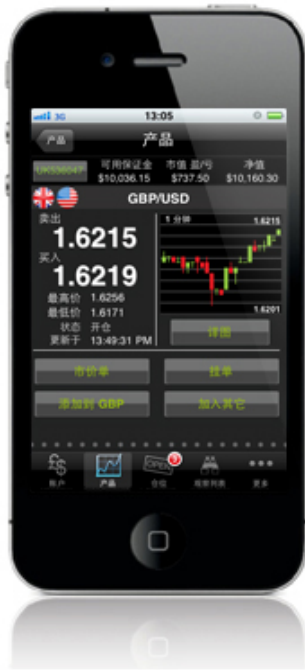 3G 13:05
产品 产品
UKS36047 可用保证金 市值 盈/亏 净值
$10,036.15 $737.50 $10,160.30
GBP/USD
卖出
1.6215
买入
1.6219
最高价 1.6256
最低价 1.6171
状态 开仓
更新于 13:49:31 PM
1 分钟 1.6215
1.6201
详图
市价单 挂单
添加到 GBP 加入其它
OPEN
账户 产品 仓位 观察列表 更多